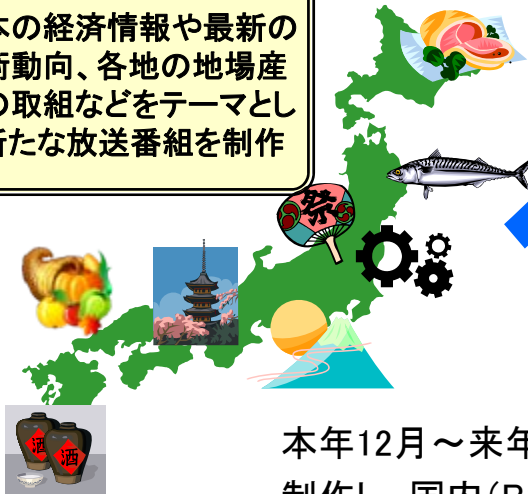 本の経済情報や最新の
術動向、各地の地場産
の取組などをテーマとし
新たな放送番組を制作
祭
酒
酒
本年12月～来年
制作し、国内(B